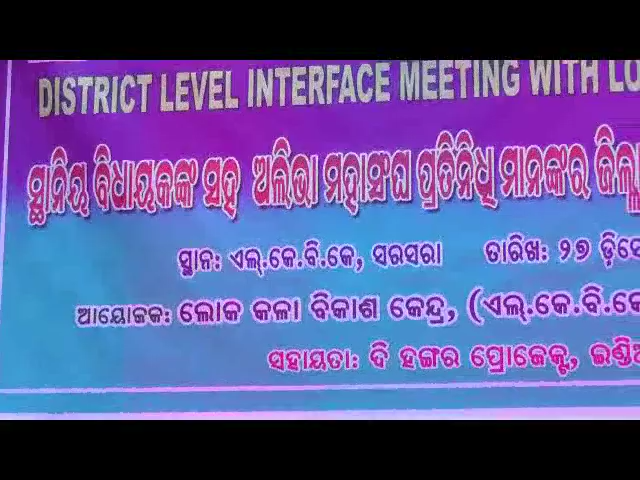 DISTRICT LEVEL INTERFACE MEETING WITH LO
ସ୍ଥାନିୟ ବିଧାୟକଙ୍କ ସହ ଅଲିଭା ମହାସଂଘ ପ୍ରତିନିଧି ମାନଙ୍କର ଜିଲ୍ଲା
ସ୍ଥାନ: ଏଲ୍.କେ.ବି.କେ, ସରସରା ତାରିଖ: ୨୭ ଡ଼ିସେ
ଆୟୋଜକ: ଲୋକ କଳା ବିକାଶ କେନ୍ଦ୍ର, (ଏଲ୍.କେ.ବି.କେ
ସହାୟତା: ଦି ହଙ୍ଗର ପ୍ରୋଜେକ୍ଟ, ଇଣ୍ଡିଆ